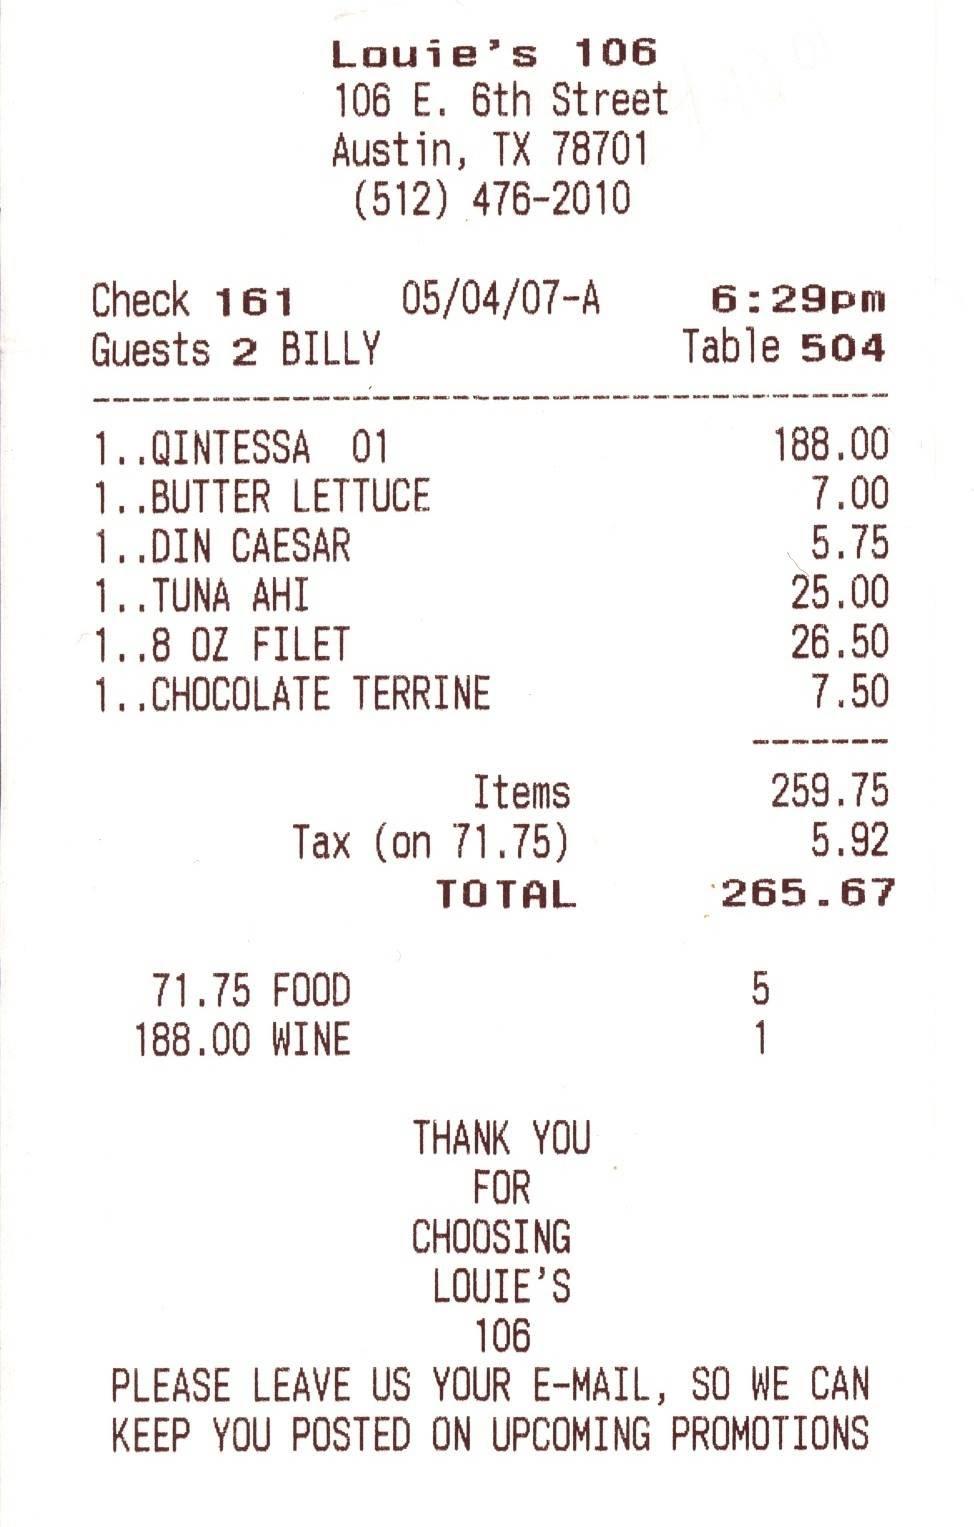 Louie's 106
106 E. 6th Street
Austin, TX 78701
(512) 476-2010
Check 161 05/04/07-A 6:29pm
Guests 2 BILLY Table 504
1..QINTESSA 01 188.00
1..BUTTER LETTUCE 7.00
1..DIN CAESAR 5.75
1..TUNA AHI 25.00
1..8 OZ FILET 26.50
1..CHOCOLATE TERRINE 7.50
Items 259.75
Tax (on 71.75) 5.92
TOTAL 265.67
71.75 FOOD 5
188.00 WINE 1
THANK YOU
FOR
CHOOSING
LOUIE'S
106
PLEASE LEAVE US YOUR E-MAIL, SO WE CAN
KEEP YOU POSTED ON UPCOMING PROMOTIONS